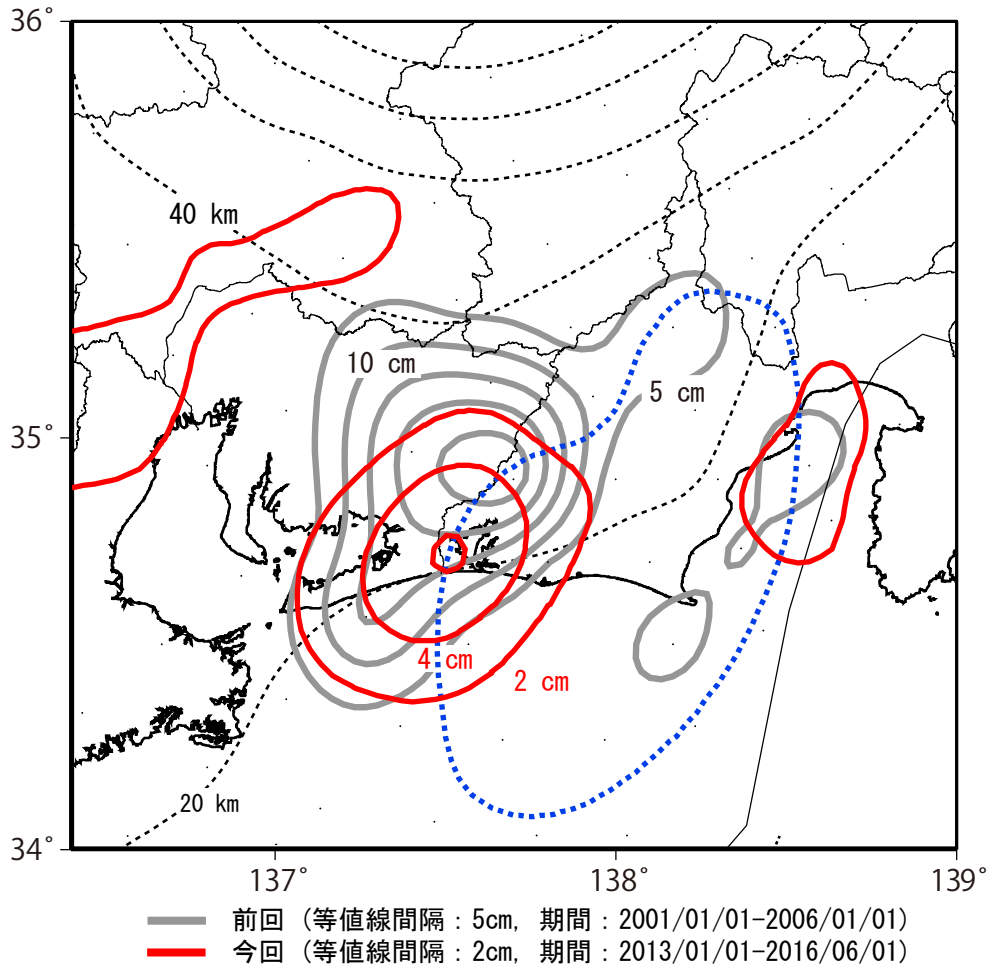 36°
40 km
10 cm
5 cm
35°
4 cm
2 cm
20 km
34°
137°
138°
139°
前回 (等値線間隔:5cm, 期間:2001/01/01-2006/01/01)
今回 (等値線間隔:2cm, 期間:2013/01/01-2016/06/01)